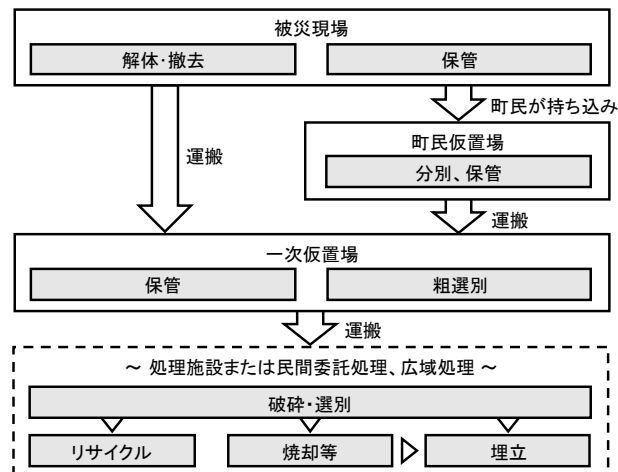 被災現場
解体・撤去
保管
町民が持ち込み
運搬
町民仮置場
分別、保管
運搬
一次仮置場
保管
粗選別
運搬
～ 処理施設または民間委託処理、広域処理 ～
破砕・選別
リサイクル
焼却等
埋立